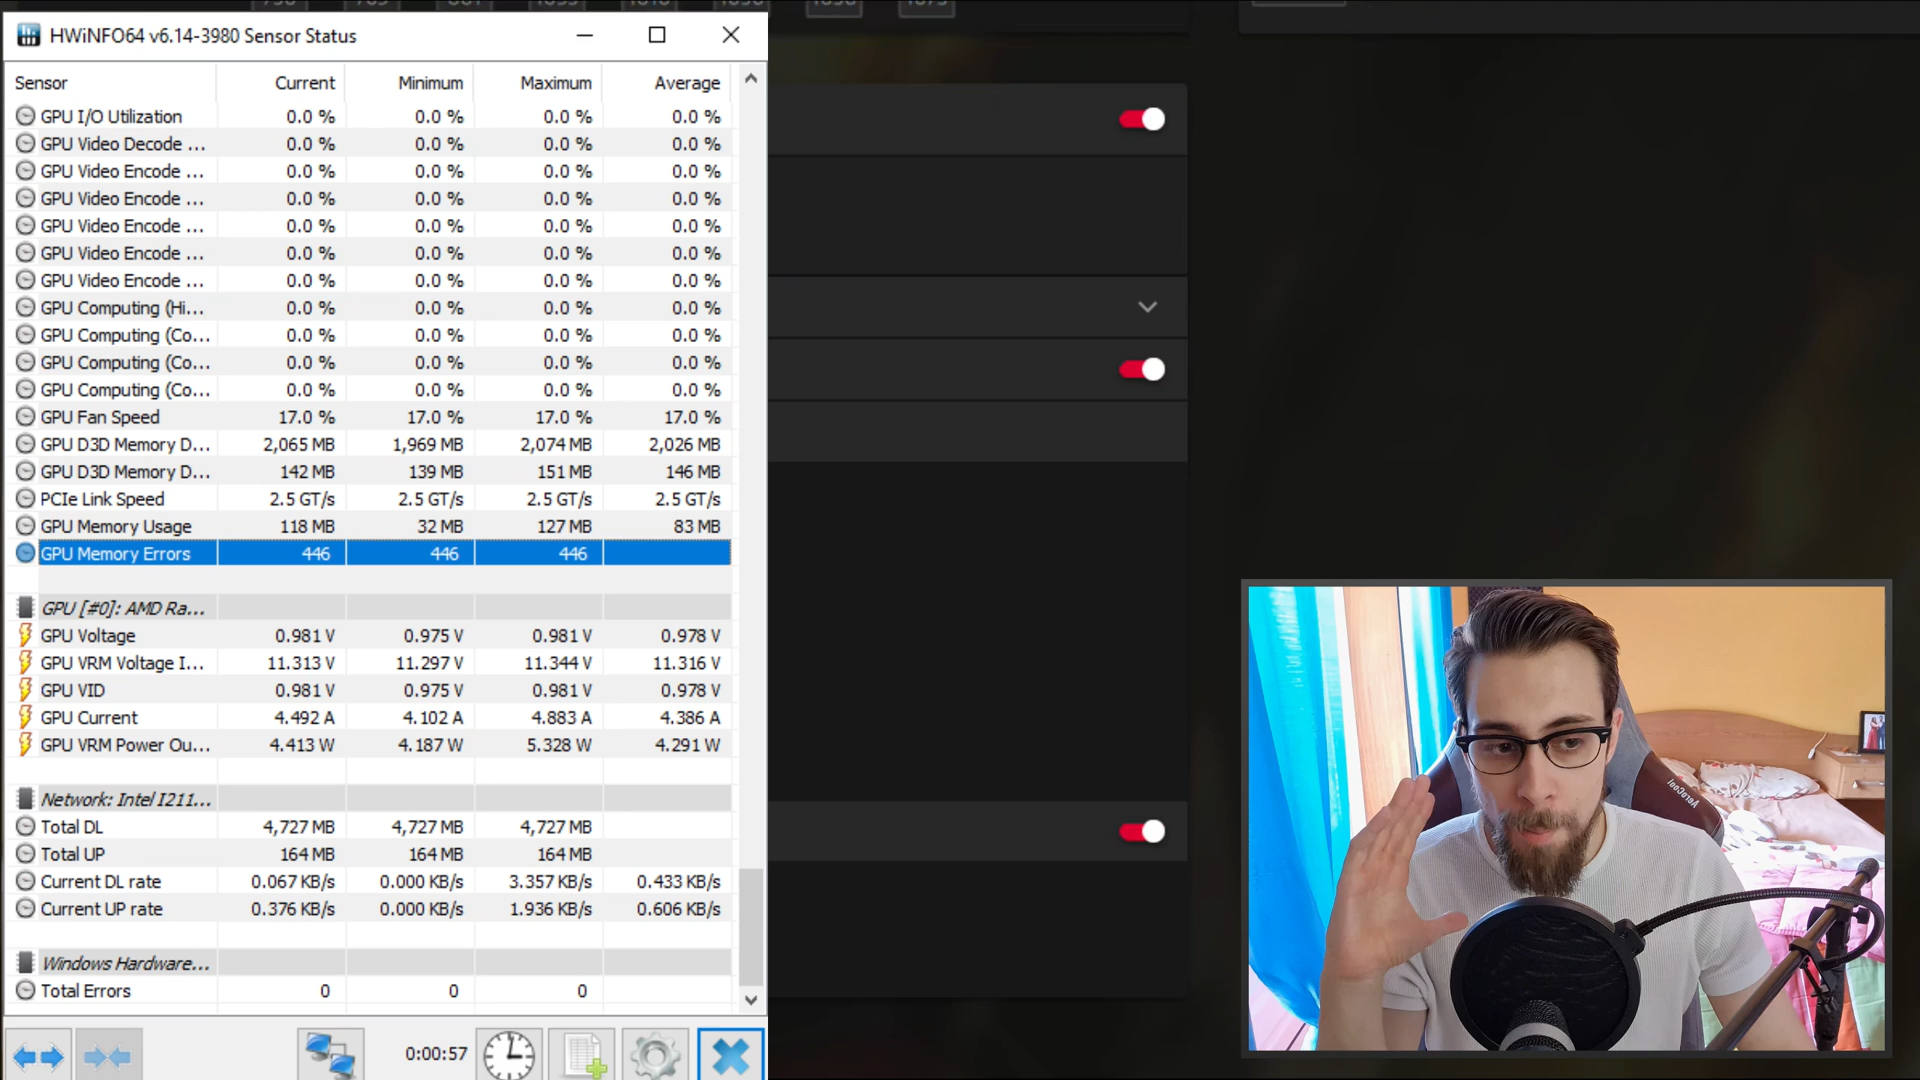 HWiNFO64 v6.14-3980 Sensor Status
Sensor Current Minimum Maximum Average
GPU I/O Utilization 0.0 % 0.0 % 0.0 % 0.0 %
GPU Video Decode ... 0.0 % 0.0 % 0.0 % 0.0 %
GPU Video Encode ... 0.0 % 0.0 % 0.0 % 0.0 %
GPU Video Encode ... 0.0 % 0.0 % 0.0 % 0.0 %
GPU Video Encode ... 0.0 % 0.0 % 0.0 % 0.0 %
GPU Video Encode ... 0.0 % 0.0 % 0.0 % 0.0 %
GPU Video Encode ... 0.0 % 0.0 % 0.0 % 0.0 %
GPU Computing (Hi... 0.0 % 0.0 % 0.0 % 0.0 %
GPU Computing (Co... 0.0 % 0.0 % 0.0 % 0.0 %
GPU Computing (Co... 0.0 % 0.0 % 0.0 % 0.0 %
GPU Computing (Co... 0.0 % 0.0 % 0.0 % 0.0 %
GPU Fan Speed 17.0 % 17.0 % 17.0 % 17.0 %
GPU D3D Memory D... 2,065 MB 1,969 MB 2,074 MB 2,026 MB
GPU D3D Memory D... 142 MB 139 MB 151 MB 146 MB
PCIe Link Speed 2.5 GT/s 2.5 GT/s 2.5 GT/s 2.5 GT/s
GPU Memory Usage 118 MB 32 MB 127 MB 83 MB
GPU Memory Errors 446 446 446
GPU [#0]: AMD Ra...
GPU Voltage 0.981 V 0.975 V 0.981 V 0.978 V
GPU VRM Voltage I... 11.313 V 11.297 V 11.344 V 11.316 V
GPU VID 0.981 V 0.975 V 0.981 V 0.978 V
GPU Current 4.492 A 4.102 A 4.883 A 4.386 A
GPU VRM Power Ou... 4.413 W 4.187 W 5.328 W 4.291 W
Network: Intel I211...
Total DL 4,727 MB 4,727 MB 4,727 MB
Total UP 164 MB 164 MB 164 MB
Current DL rate 0.067 KB/s 0.000 KB/s 3.357 KB/s 0.433 KB/s
Current UP rate 0.376 KB/s 0.000 KB/s 1.936 KB/s 0.606 KB/s
Windows Hardware...
Total Errors 0 0 0
0:00:57
AeroCool